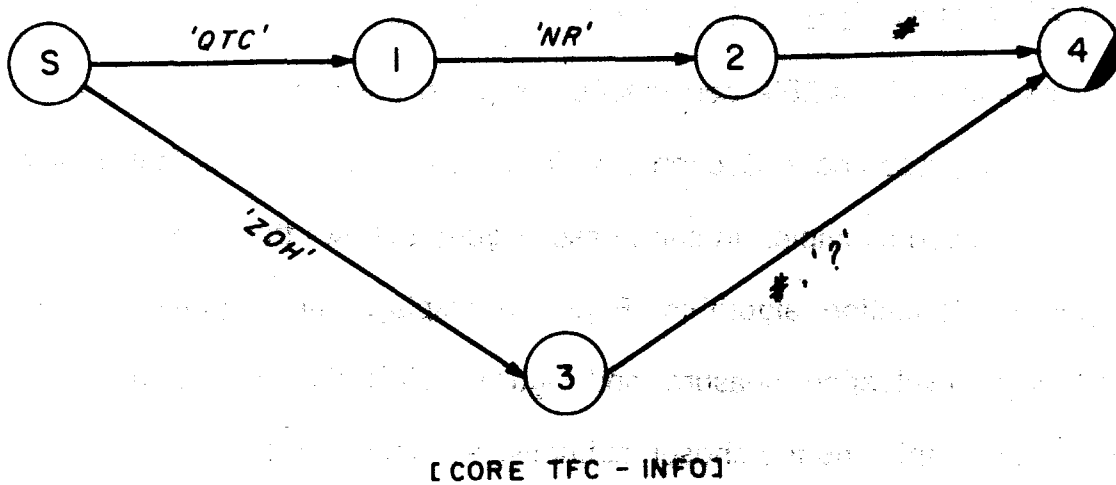 'QTC' 'NR' #
S 1 2 4
'ZOH'
#, '?'
3
[CORE TFC - INFO]